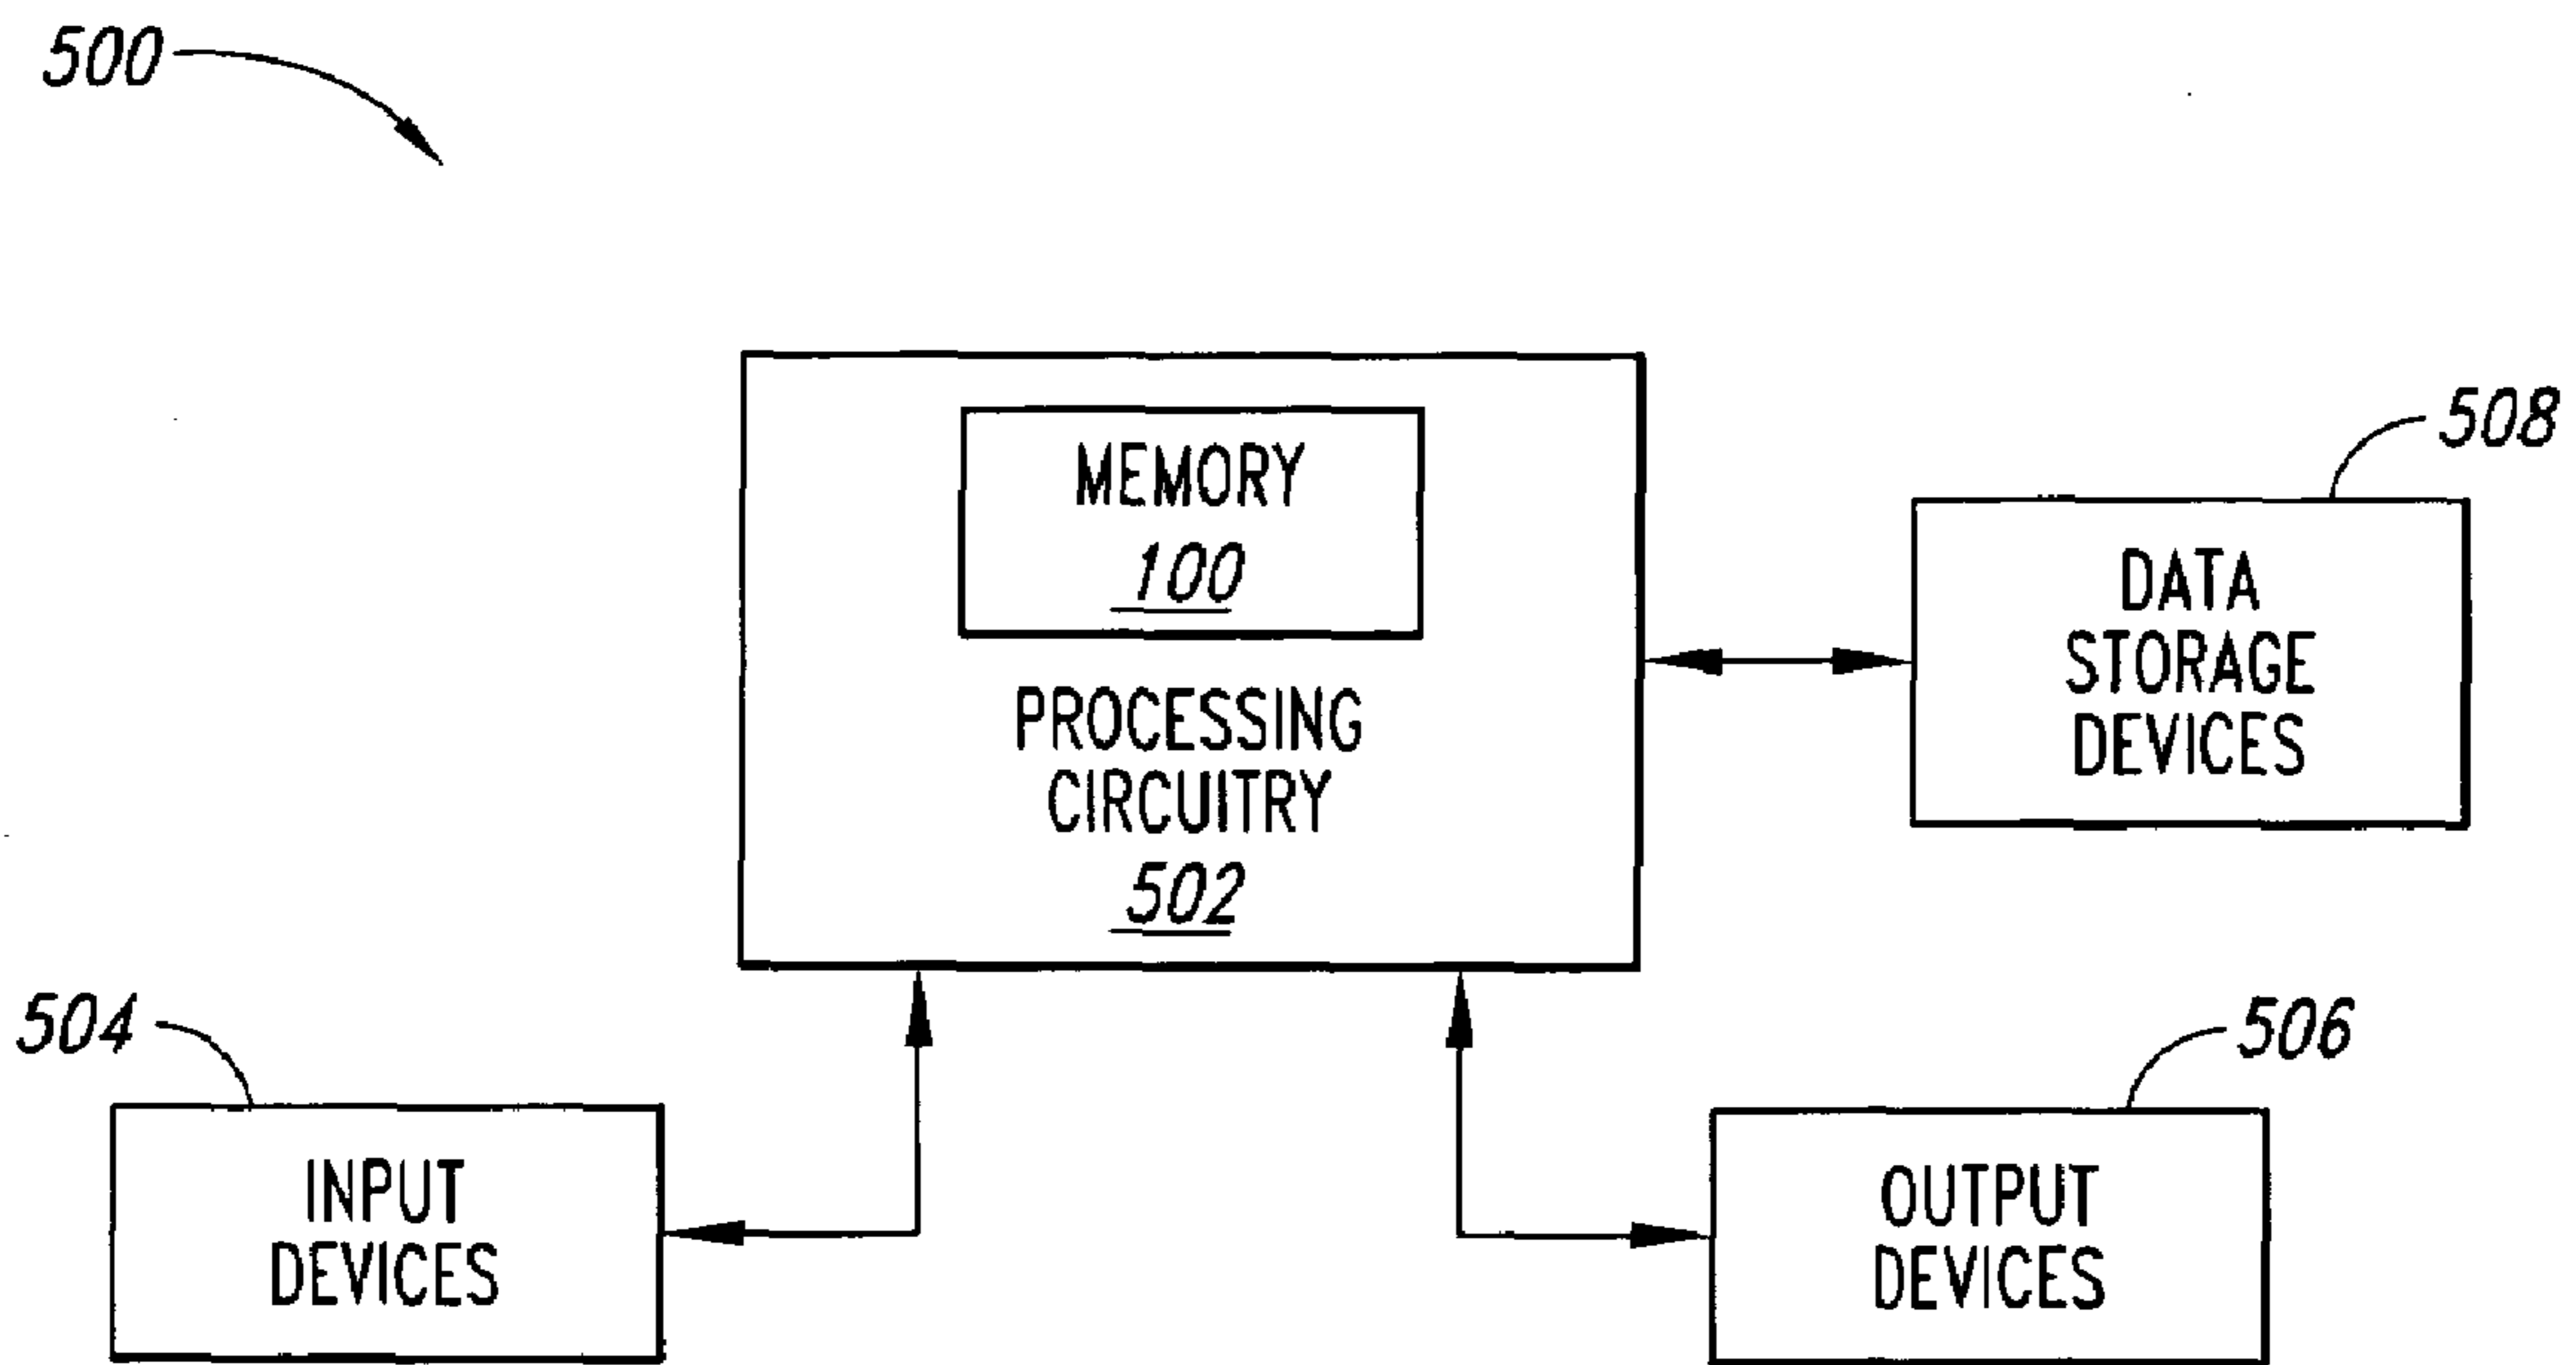 500
MEMORY
100
PROCESSING
CIRCUITRY
502
508
DATA
STORAGE
DEVICES
504
INPUT
DEVICES
506
OUTPUT
DEVICES